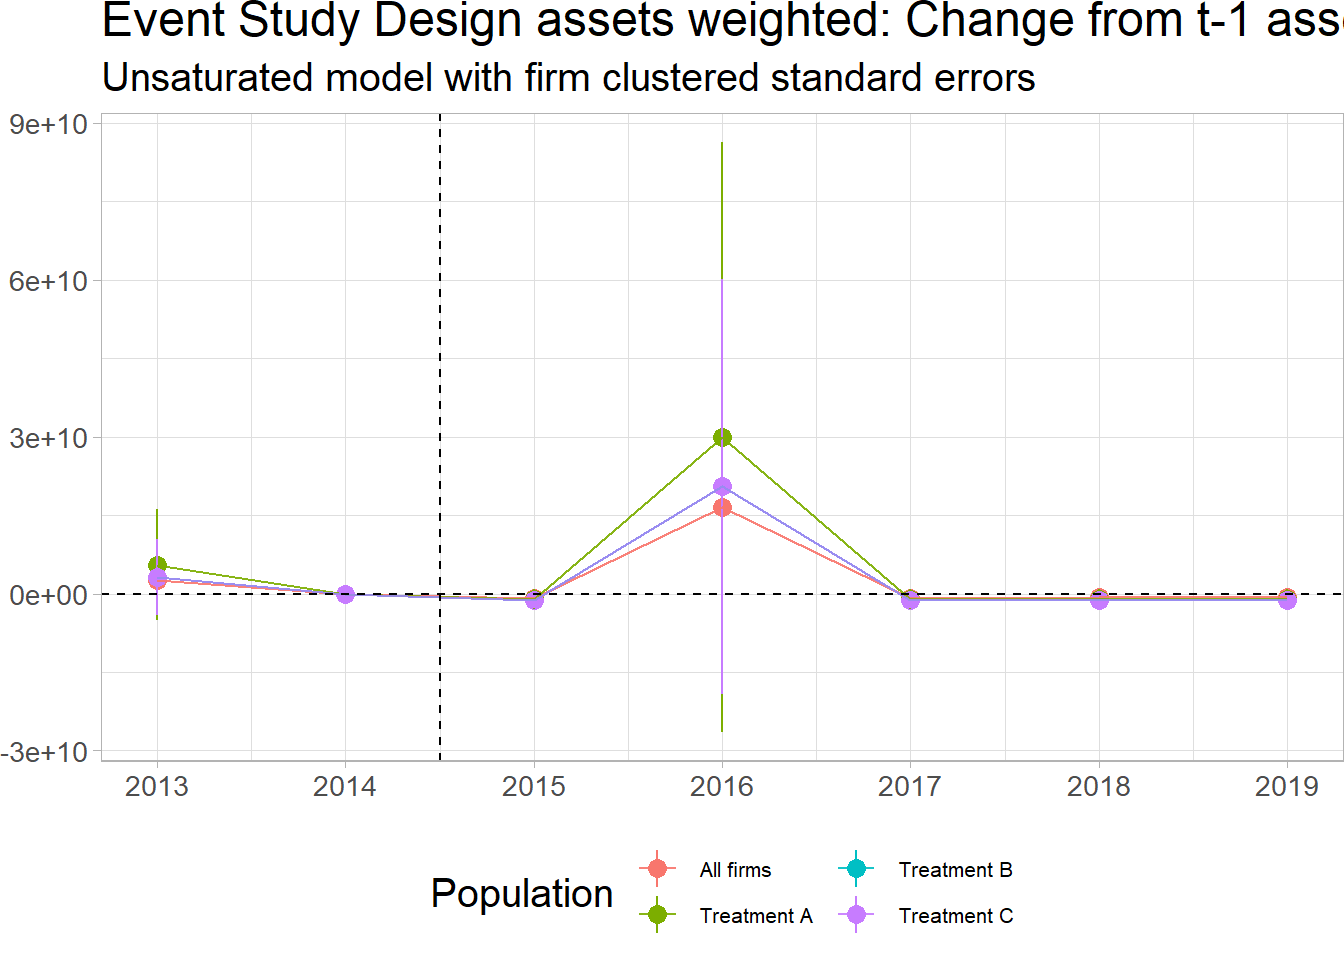 Event Study Design assets weighted: Change from t-1
Unsaturated model with firm clustered standard errors
9e+10
6e+10
3e+10
0e+00
-3e+10
2013 2014 2015 2016 2017 2018 2019
Population
All firms
Treatment A
Treatment B
Treatment C